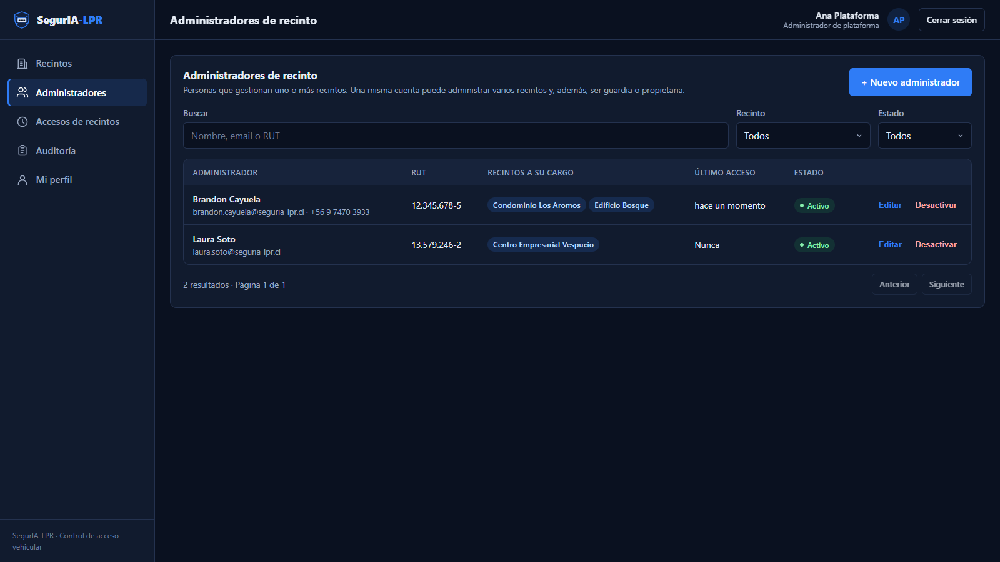 SegurIA-LPR
Recintos
Administradores
Accesos de recintos
Auditoría
Mi perfil
SegurIA-LPR · Control de acceso
vehicular
Administradores de recinto
Ana Plataforma
Administrador de plataforma
AP
Cerrar sesión
Administradores de recinto
Personas que gestionan uno o más recintos. Una misma cuenta puede administrar varios recintos y, además, ser guardia o propietaria.
+ Nuevo administrador
Buscar
Recinto
Estado
Nombre, email o RUT
Todos
Todos
ADMINISTRADOR RUT RECINTOS A SU CARGO ÚLTIMO ACCESO ESTADO
Brandon Cayuela
brandon.cayuela@seguria-lpr.cl · +56 9 7470 3933
12.345.678-5
Condominio Los Aromos Edificio Bosque
hace un momento
Activo
Editar Desactivar
Laura Soto
laura.soto@seguria-lpr.cl
13.579.246-2
Centro Empresarial Vespucio
Nunca
Activo
Editar Desactivar
2 resultados · Página 1 de 1
Anterior Siguiente